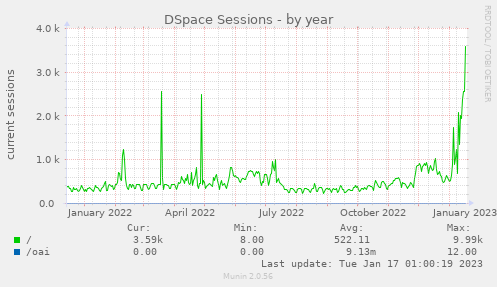 DSpace Sessions - by year
RRDTOOL / TOBI OETIKER
current sessions
4.0 k
3.0 k
2.0 k
1.0 k
0.0
January 2022 April 2022 July 2022 October 2022 January 2023
Cur: Min: Avg: Max:
/ 3.59k 8.00 522.11 9.99k
/oai 0.00 0.00 9.13m 12.00
Last update: Tue Jan 17 01:00:19 2023
Munin 2.0.56